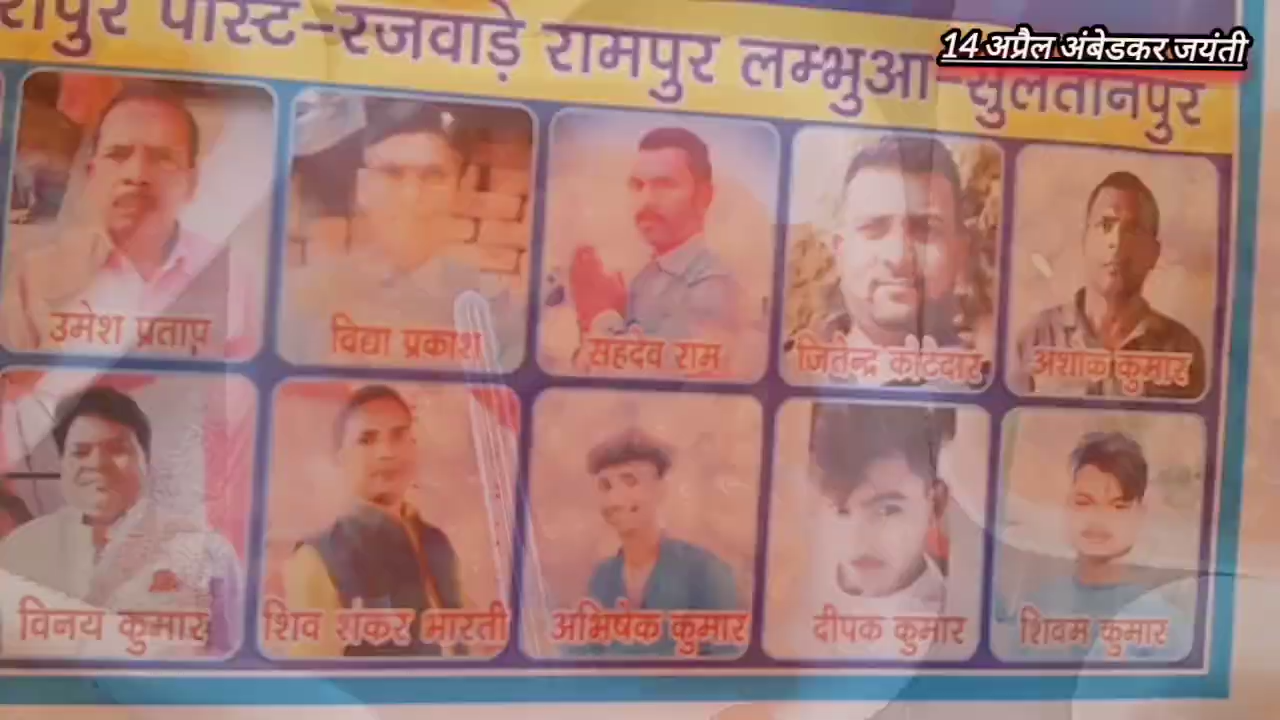 पोस्ट-रजवाड़े रामपुर लम्भुआ-सुलतानपुर
14 अप्रैल अंबेडकर जयंती
उमेश प्रताप
विद्या प्रकाश
सहदेव राम
जितेन्द्र कोटेदार
अशोक कुमार
विनय कुमार
शिव शंकर भारती
अभिषेक कुमार
दीपक कुमार
शिवम कुमार